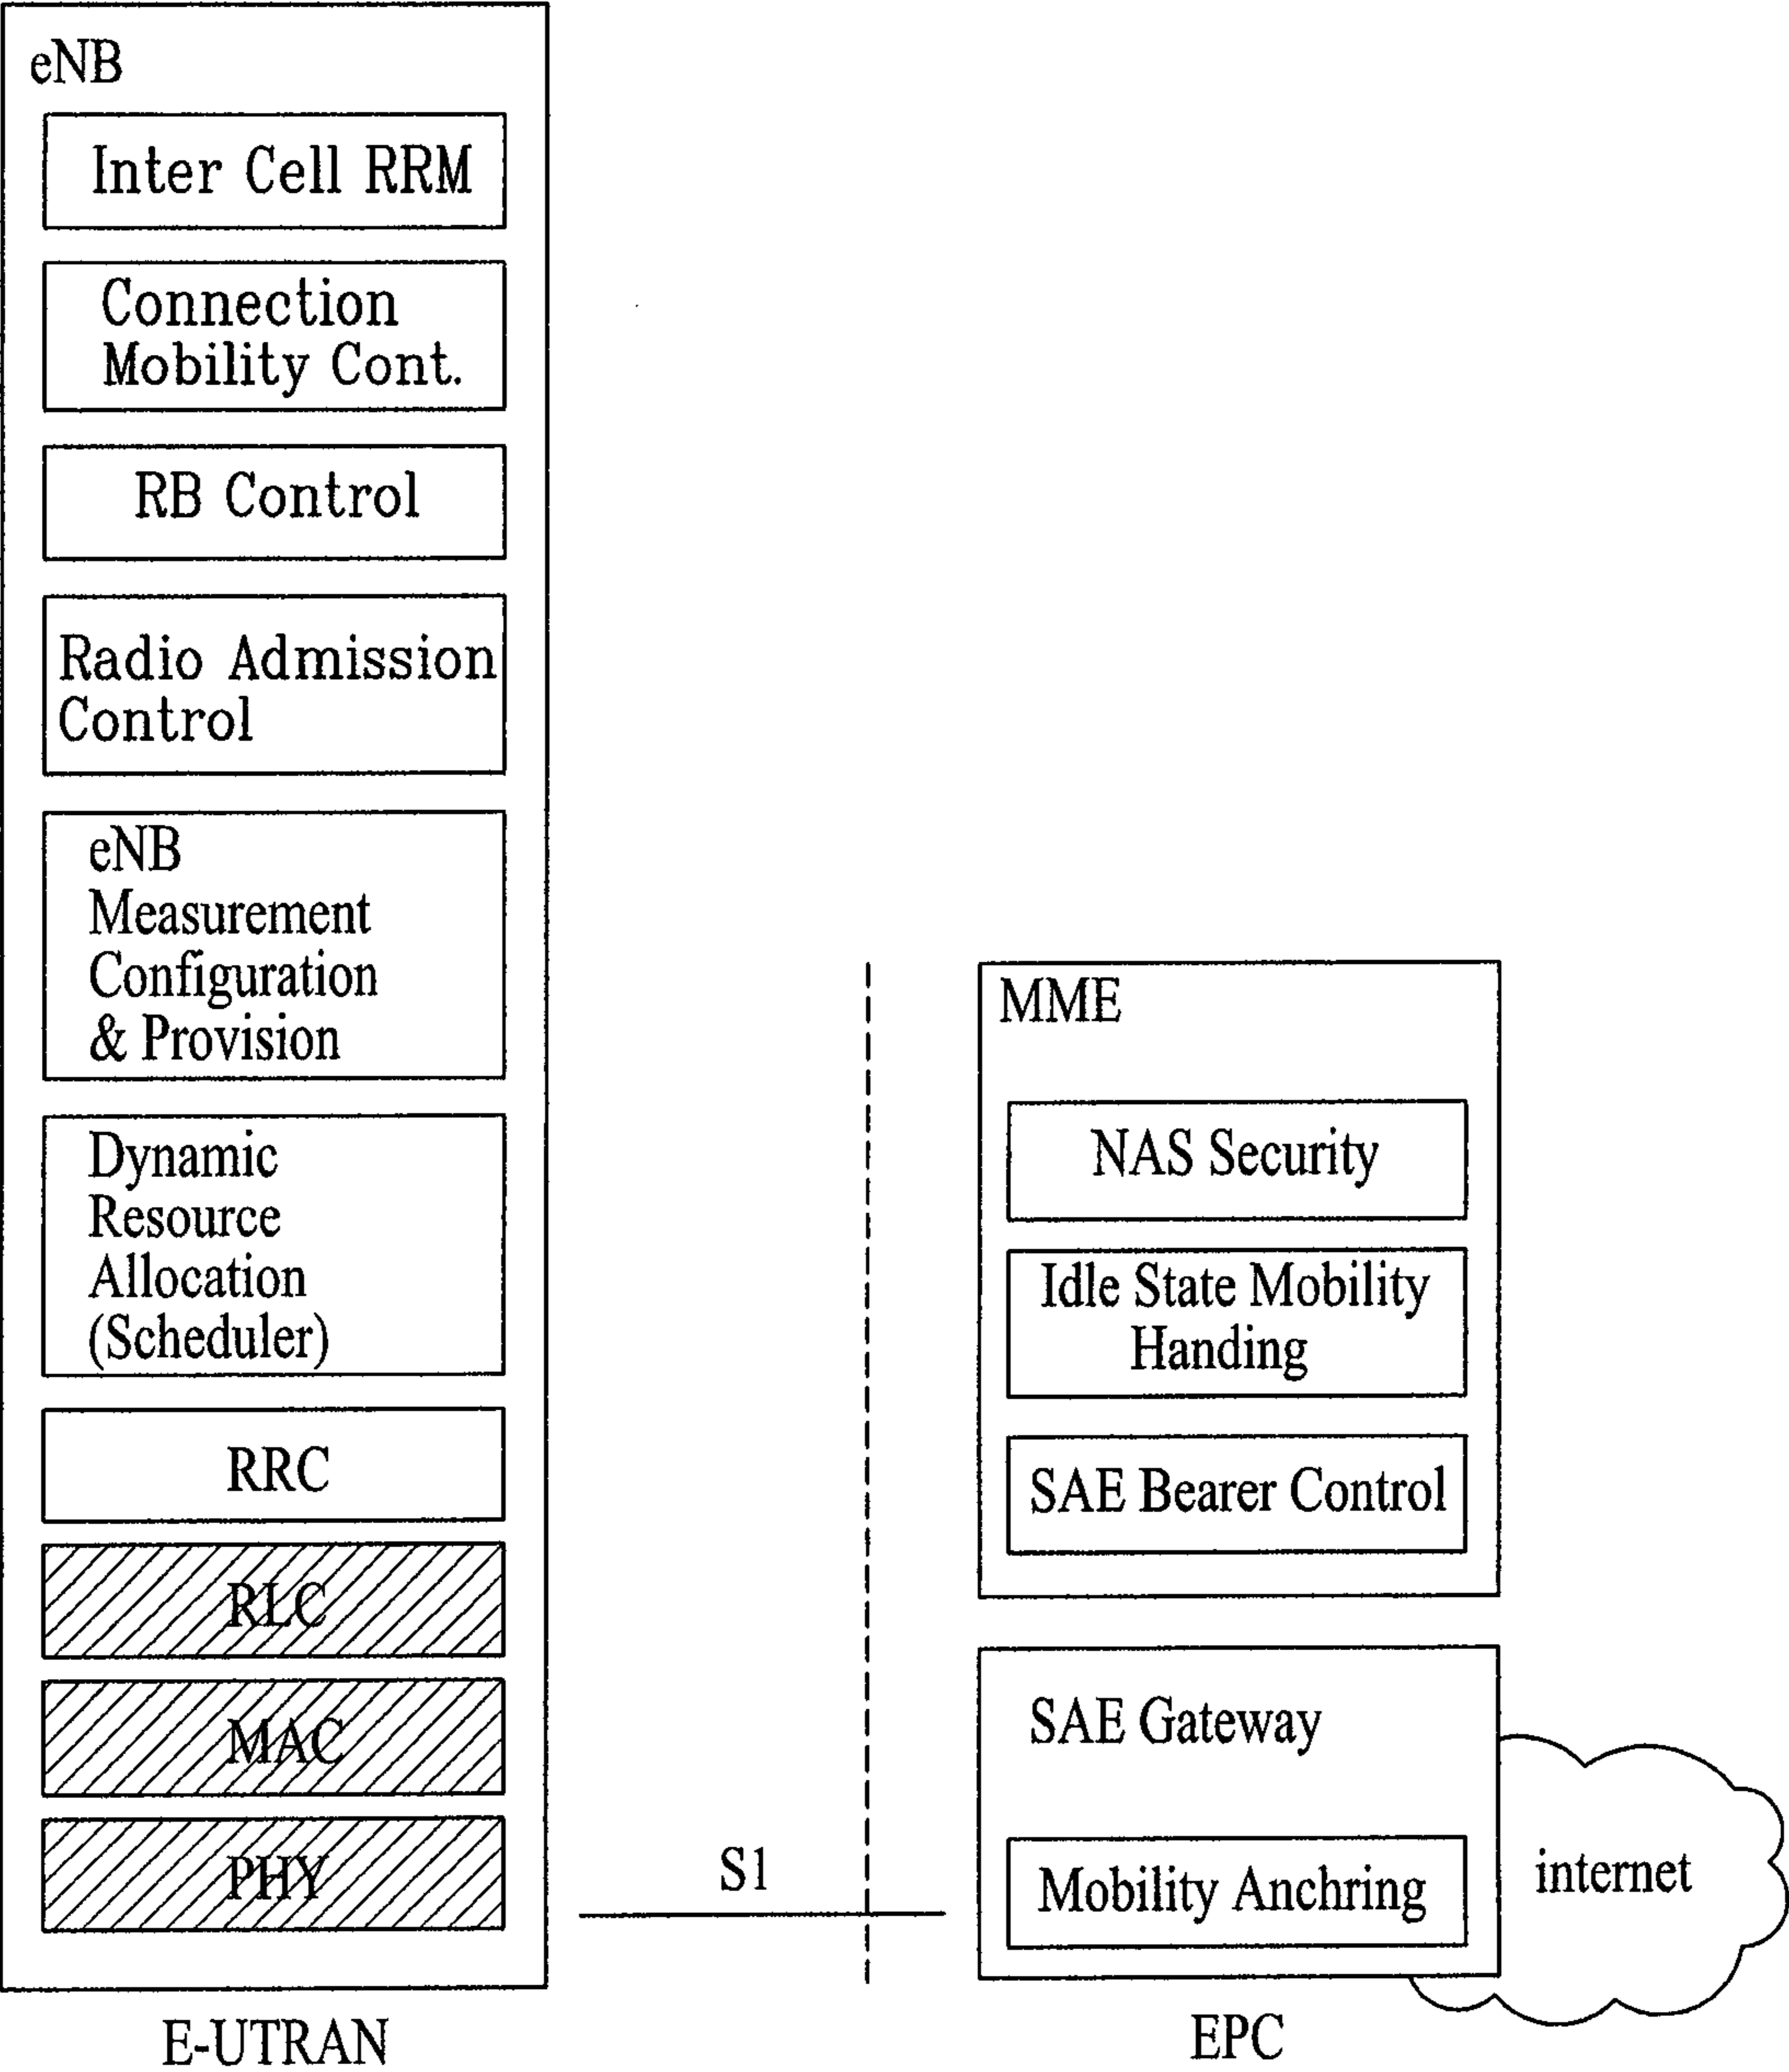 eNB
Inter Cell RRM
Connection
Mobility Cont.
RB Control
Radio Admission
Control
eNB
Measurement
Configuration
& Provision
Dynamic
Resource
Allocation
(Scheduler)
RRC
RLC
MAC
PHY
E-UTRAN
S1
MME
NAS Security
Idle State Mobility
Handing
SAE Bearer Control
SAE Gateway
Mobility Anchring
internet
EPC